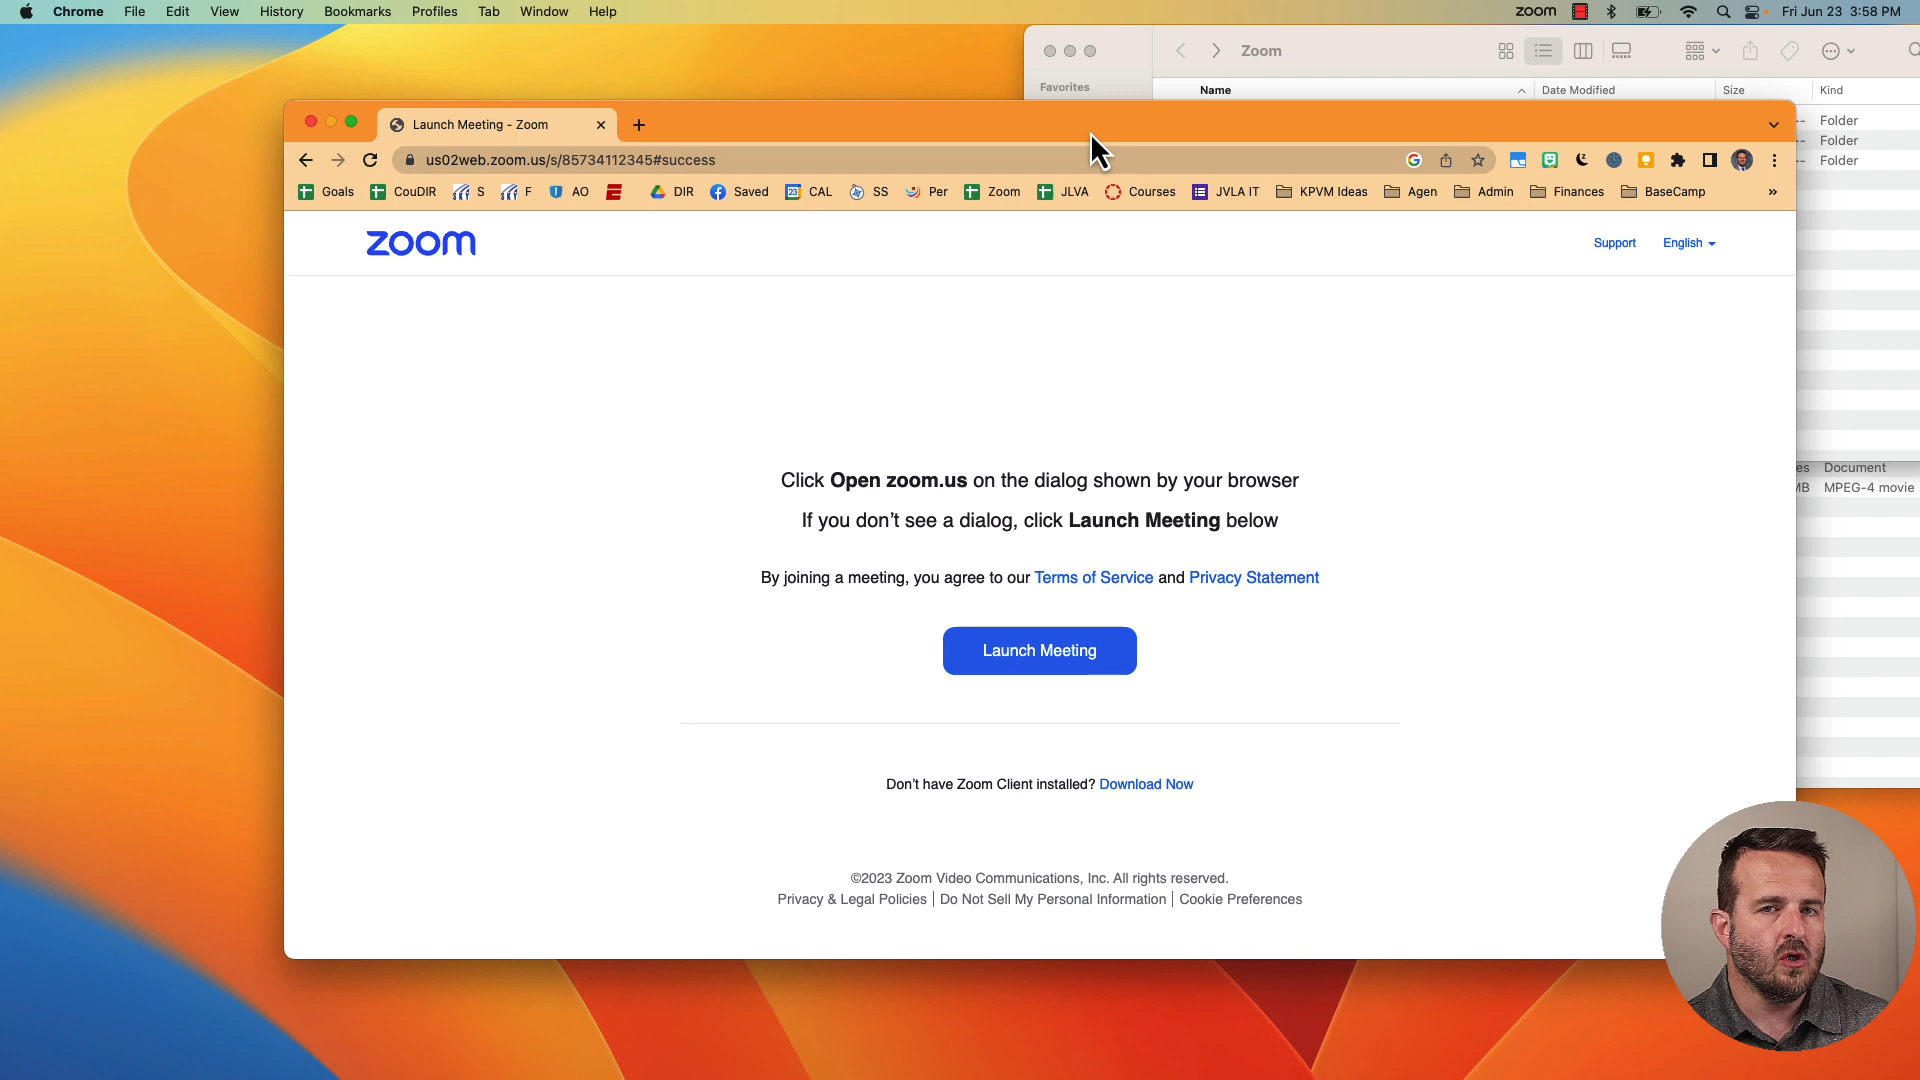 Chrome File Edit View History Bookmarks Profiles Tab Window Help
zoom Fri Jun 23 3:58 PM
Zoom
Favorites
Name Date Modified Size Kind
-- Folder
-- Folder
-- Folder
Document
MB MPEG-4 movie
Launch Meeting - Zoom
us02web.zoom.us/s/85734112345#success
Goals CouDIR S F AO DIR Saved CAL SS Per Zoom JLVA Courses JVLA IT KPVM Ideas Agen Admin Finances BaseCamp »
zoom
Support English
Click Open zoom.us on the dialog shown by your browser
If you don't see a dialog, click Launch Meeting below
By joining a meeting, you agree to our Terms of Service and Privacy Statement
Launch Meeting
Don't have Zoom Client installed? Download Now
©2023 Zoom Video Communications, Inc. All rights reserved.
Privacy & Legal Policies | Do Not Sell My Personal Information | Cookie Preferences